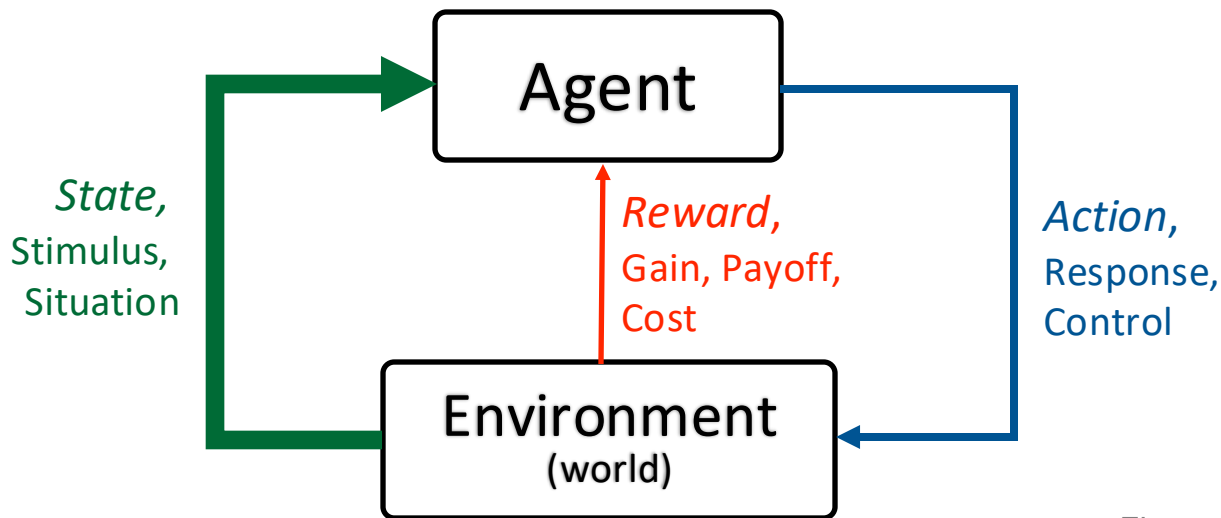 Agent
State,
Stimulus,
Situation
Reward,
Gain, Payoff,
Cost
Action,
Response,
Control
Environment
(world)